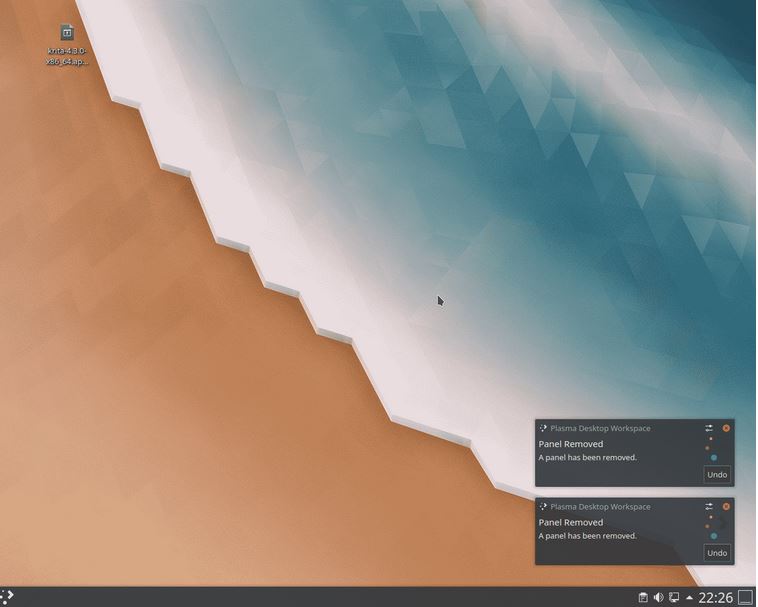 krita-4.3.0-
x86_64.ap...
Plasma Desktop Workspace
Panel Removed
A panel has been removed.
Undo
Plasma Desktop Workspace
Panel Removed
A panel has been removed.
Undo
22:26